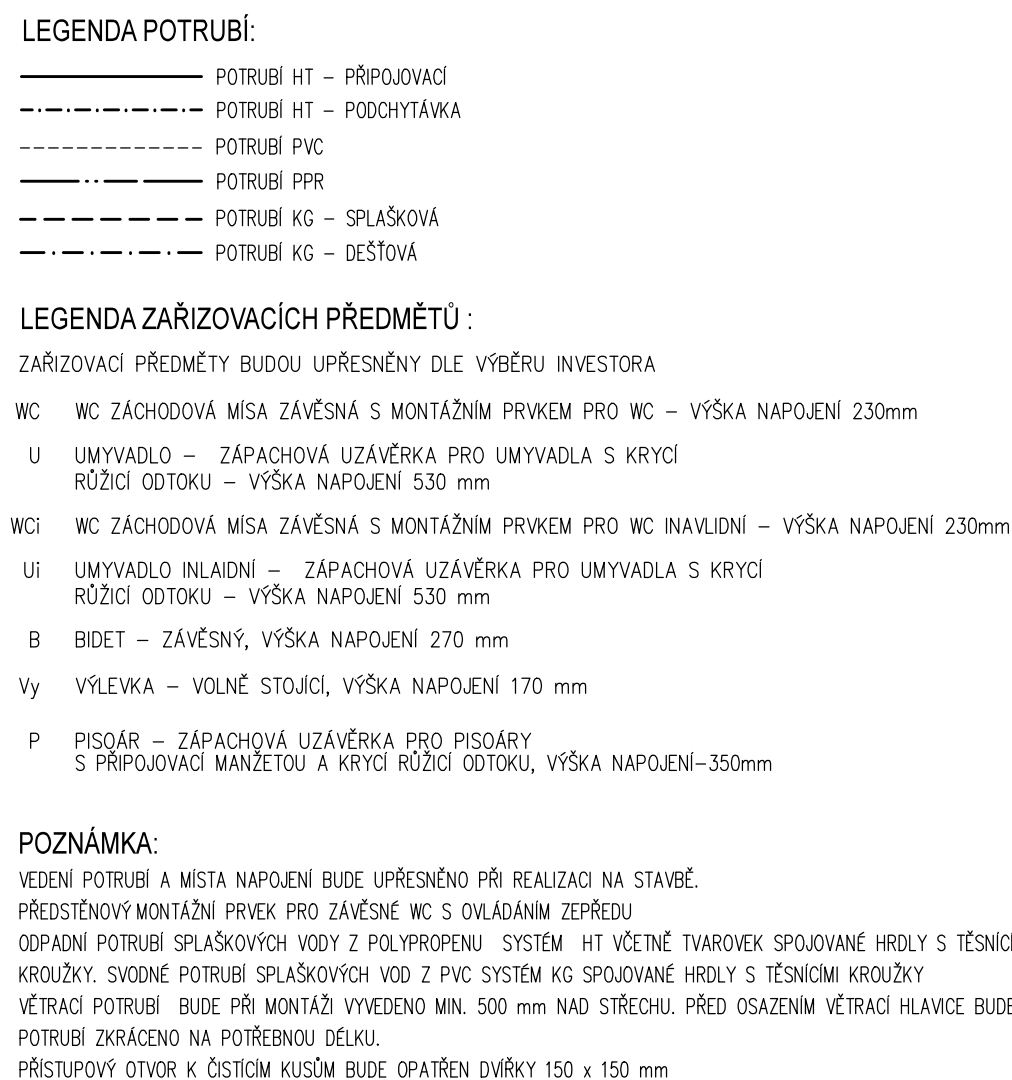 LEGENDA POTRUBÍ:
POTRUBÍ HT – PŘIPOJOVACÍ
POTRUBÍ HT – PODCHYTÁVKA
POTRUBÍ PVC
POTRUBÍ PPR
POTRUBÍ KG – SPLAŠKOVÁ
POTRUBÍ KG – DEŠŤOVÁ
LEGENDA ZAŘIZOVACÍCH PŘEDMĚTŮ :
ZAŘIZOVACÍ PŘEDMĚTY BUDOU UPŘESNĚNY DLE VÝBĚRU INVESTORA
WC WC ZÁCHODOVÁ MÍSA ZÁVĚSNÁ S MONTÁŽNÍM PRVKEM PRO WC – VÝŠKA NAPOJENÍ 230mm
U UMYVADLO – ZÁPACHOVÁ UZÁVĚRKA PRO UMYVADLA S KRYCÍ
RŮŽICÍ ODTOKU – VÝŠKA NAPOJENÍ 530 mm
WCi WC ZÁCHODOVÁ MÍSA ZÁVĚSNÁ S MONTÁŽNÍM PRVKEM PRO WC INAVLIDNÍ – VÝŠKA NAPOJENÍ 230mm
Ui UMYVADLO INLAIDNÍ – ZÁPACHOVÁ UZÁVĚRKA PRO UMYVADLA S KRYCÍ
RŮŽICÍ ODTOKU – VÝŠKA NAPOJENÍ 530 mm
B BIDET – ZÁVĚSNÝ, VÝŠKA NAPOJENÍ 270 mm
Vy VÝLEVKA – VOLNĚ STOJÍCÍ, VÝŠKA NAPOJENÍ 170 mm
P PISOÁR – ZÁPACHOVÁ UZÁVĚRKA PRO PISOÁRY
S PŘIPOJOVACÍ MANŽETOU A KRYCÍ RŮŽICÍ ODTOKU, VÝŠKA NAPOJENÍ–350mm
POZNÁMKA:
VEDENÍ POTRUBÍ A MÍSTA NAPOJENÍ BUDE UPŘESNĚNO PŘI REALIZACI NA STAVBĚ.
PŘEDSTĚNOVÝ MONTÁŽNÍ PRVEK PRO ZÁVĚSNÉ WC S OVLÁDÁNÍM ZEPŘEDU
ODPADNÍ POTRUBÍ SPLAŠKOVÝCH VODY Z POLYPROPENU SYSTÉM HT VČETNĚ TVAROVEK SPOJOVANÉ HRDLY S TĚSNÍCÍ
KROUŽKY. SVODNÉ POTRUBÍ SPLAŠKOVÝCH VOD Z PVC SYSTÉM KG SPOJOVANÉ HRDLY S TĚSNÍCÍMI KROUŽKY
VĚTRACÍ POTRUBÍ BUDE PŘI MONTÁŽI VYVEDENO MIN. 500 mm NAD STŘECHU. PŘED OSAZENÍM VĚTRACÍ HLAVICE BUDE
POTRUBÍ ZKRÁCENO NA POTŘEBNOU DÉLKU.
PŘÍSTUPOVÝ OTVOR K ČISTÍCÍM KUSŮM BUDE OPATŘEN DVÍŘKY 150 x 150 mm